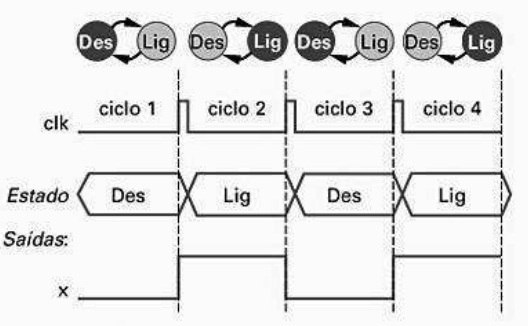 Des Lig Des Lig Des Lig Des Lig
clk ciclo 1 ciclo 2 ciclo 3 ciclo 4
Estado Des Lig Des Lig
Saídas:
x